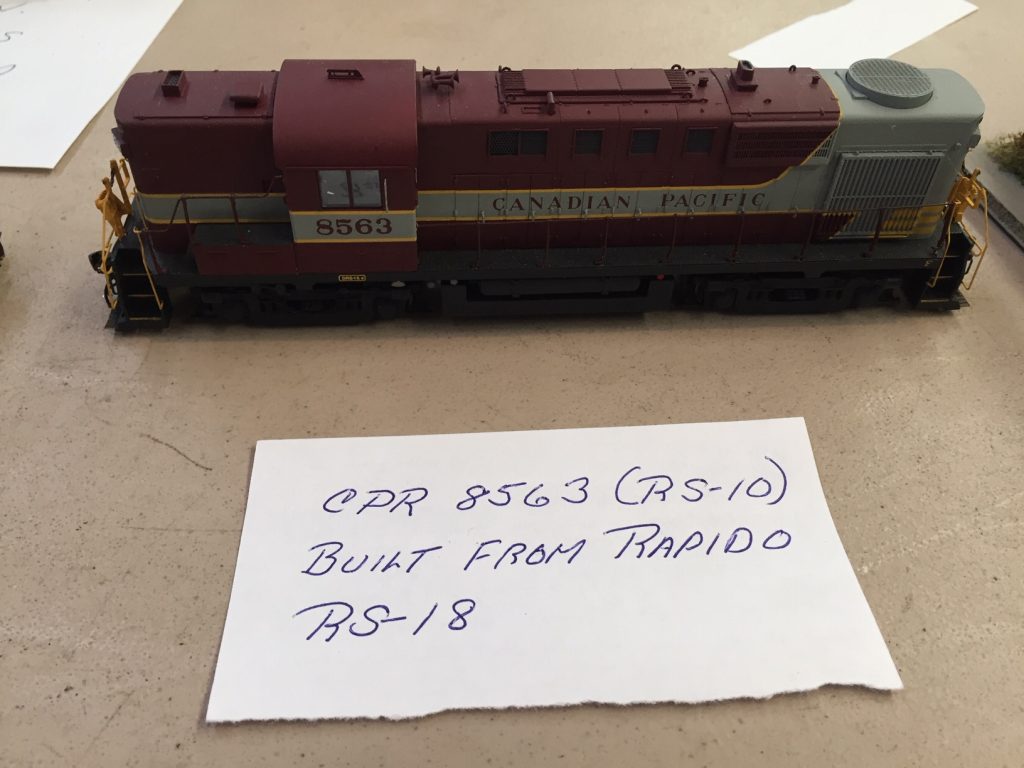 CANADIAN PACIFIC
8563
CPR 8563 (RS-10)
BUILT FROM RAPIDO
RS-18